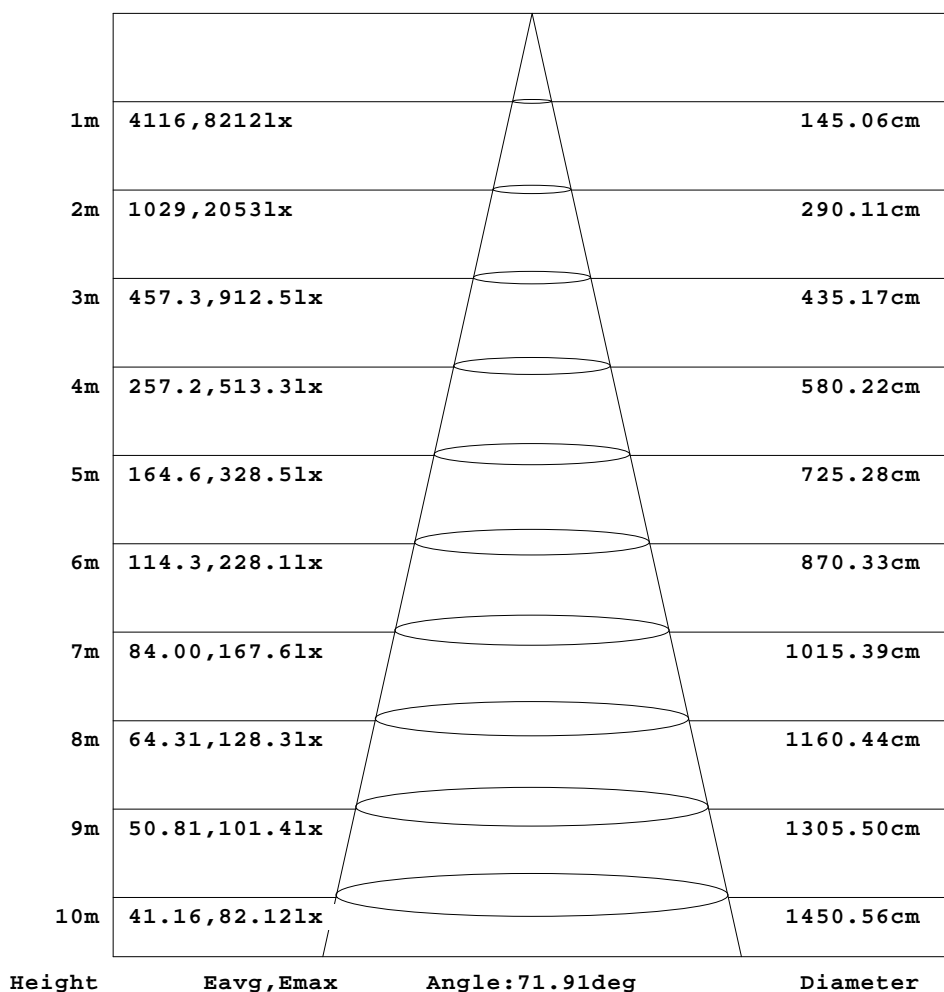 1m 4116,8212lx 145.06cm
2m 1029,2053lx 290.11cm
3m 457.3,912.5lx 435.17cm
4m 257.2,513.3lx 580.22cm
5m 164.6,328.5lx 725.28cm
6m 114.3,228.1lx 870.33cm
7m 84.00,167.6lx 1015.39cm
8m 64.31,128.3lx 1160.44cm
9m 50.81,101.4lx 1305.50cm
10m 41.16,82.12lx 1450.56cm
Height Eavg,Emax Angle:71.91deg Diameter